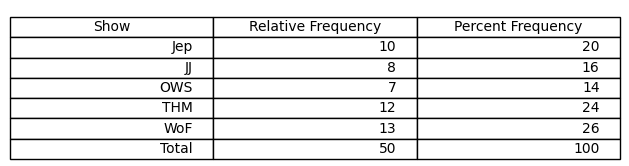 Show Relative Frequency Percent Frequency
Jep 10 20
JJ 8 16
OWS 7 14
THM 12 24
WoF 13 26
Total 50 100